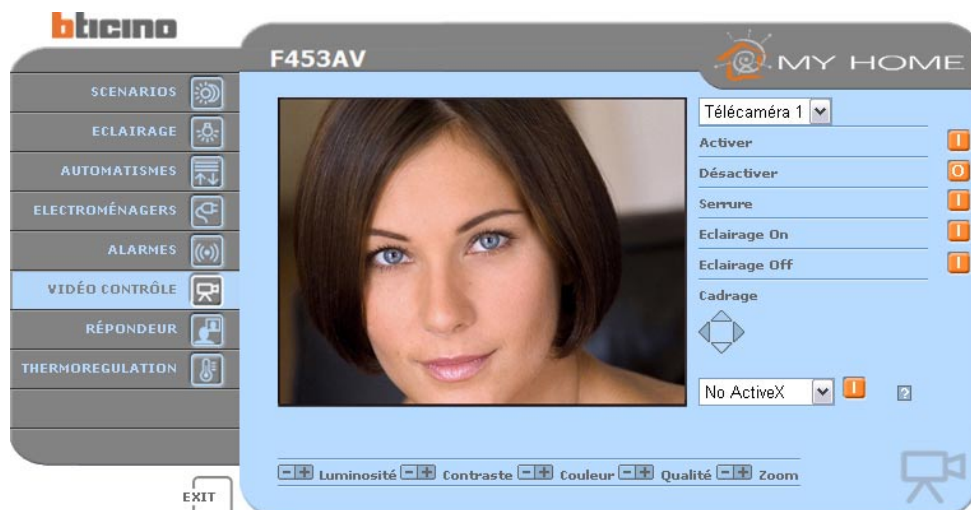 bticino
F453AV
MY HOME
SCENARIOS
ECLAIRAGE
AUTOMATISMES
ELECTROMÉNAGERS
ALARMES
VIDÉO CONTRÔLE
RÉPONDEUR
THERMOREGULATION
EXIT
Télécaméra 1
Activer
I
Désactiver
O
Serrure
I
Eclairage On
I
Eclairage Off
I
Cadrage
No ActiveX
I
?
- + Luminosité - + Contraste - + Couleur - + Qualité - + Zoom